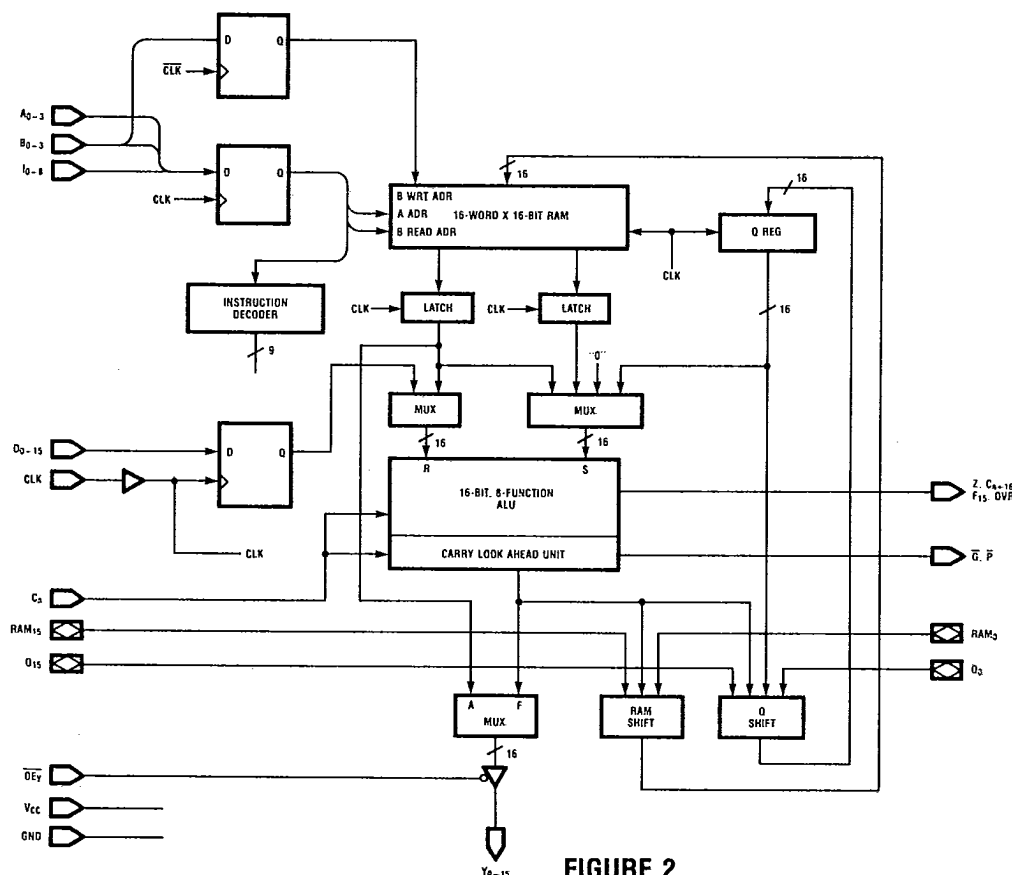 D Q
CLK
A0-3
B0-3
I0-8
D Q
CLK
16
16
B WRT ADR
A ADR 16-WORD X 16-BIT RAM
B READ ADR
Q REG
CLK
INSTRUCTION
DECODER
CLK LATCH
CLK LATCH
16
9
"0"
MUX
MUX
16
16
D0-15
D Q
CLK
CLK
R S
16-BIT, 8-FUNCTION
ALU
CARRY LOOK AHEAD UNIT
Z, Cn+16
F15, OVR
G, P
RAM15
RAM0
A F
MUX
RAM
SHIFT
Q
SHIFT
16
OEY
VCC
GND
Y0-15
FIGURE 2